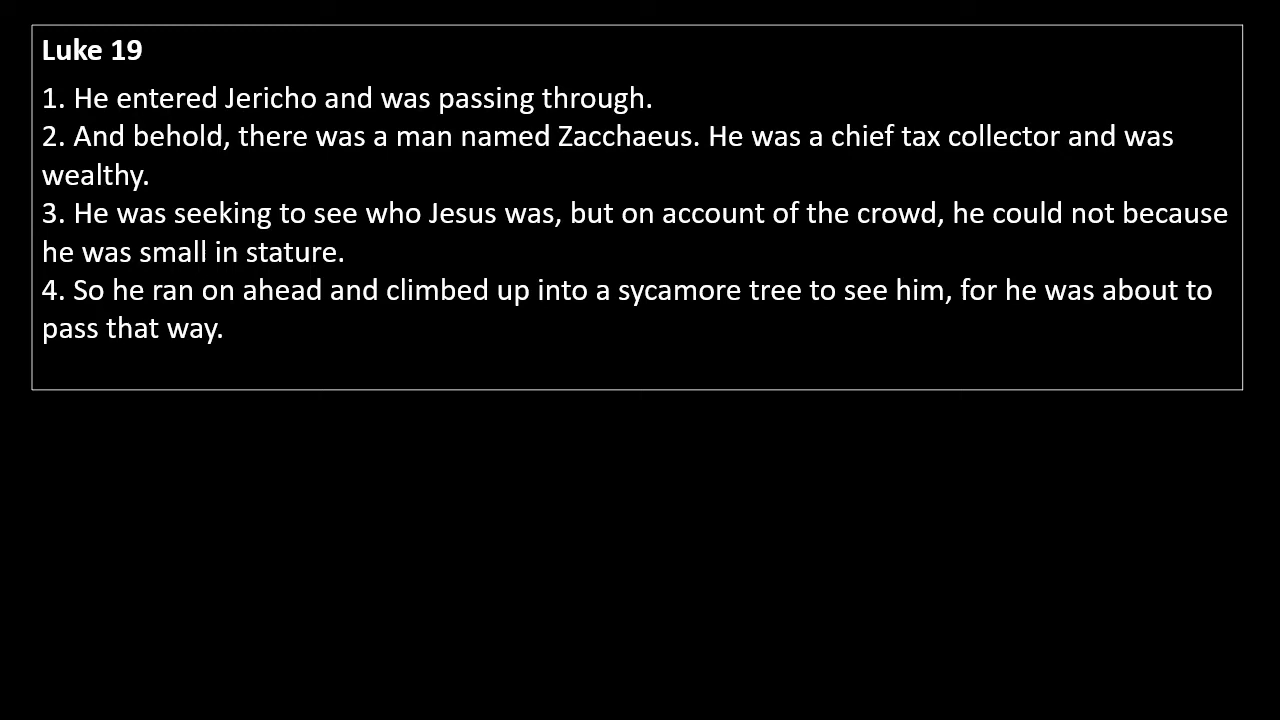 Luke 19
1. He entered Jericho and was passing through.
2. And behold, there was a man named Zacchaeus. He was a chief tax collector and was
wealthy.
3. He was seeking to see who Jesus was, but on account of the crowd, he could not because
he was small in stature.
4. So he ran on ahead and climbed up into a sycamore tree to see him, for he was about to
pass that way.